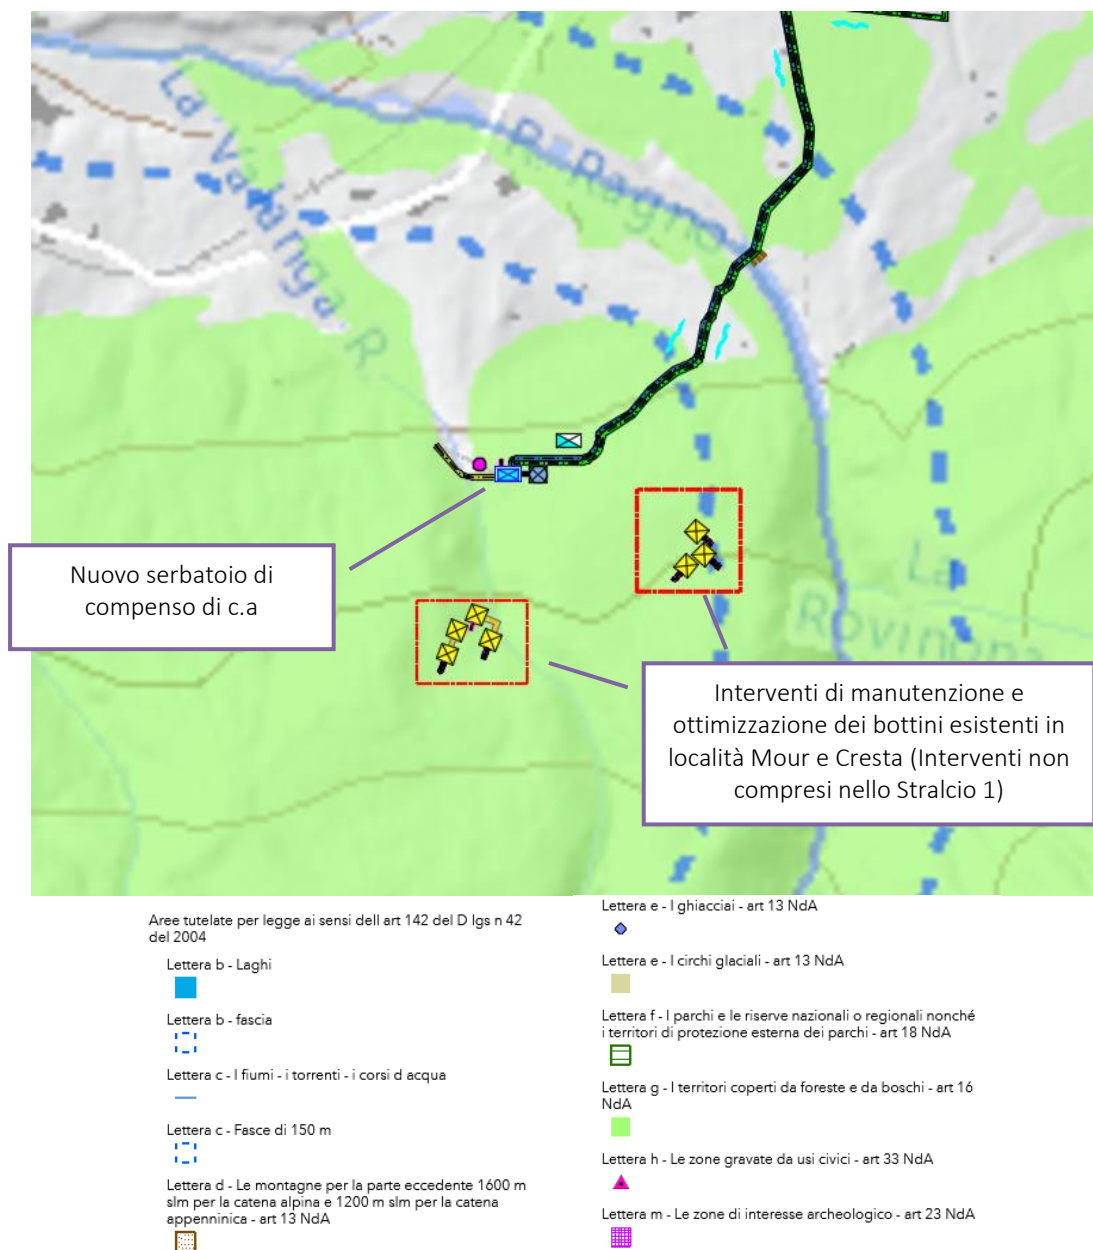 La Valdariga R.
R. Ragno
La
Rovinora
Nuovo serbatoio di
compenso di c.a
Interventi di manutenzione e
ottimizzazione dei bottini esistenti in
località Mour e Cresta (Interventi non
compresi nello Stralcio 1)
Aree tutelate per legge ai sensi dell art 142 del D lgs n 42
del 2004
Lettera b - Laghi
Lettera b - fascia
Lettera c - I fiumi - i torrenti - i corsi d acqua
Lettera c - Fasce di 150 m
Lettera d - Le montagne per la parte eccedente 1600 m
slm per la catena alpina e 1200 m slm per la catena
appenninica - art 13 NdA
Lettera e - I ghiacciai - art 13 NdA
Lettera e - I circhi glaciali - art 13 NdA
Lettera f - I parchi e le riserve nazionali o regionali nonché
i territori di protezione esterna dei parchi - art 18 NdA
Lettera g - I territori coperti da foreste e da boschi - art 16
NdA
Lettera h - Le zone gravate da usi civici - art 33 NdA
Lettera m - Le zone di interesse archeologico - art 23 NdA